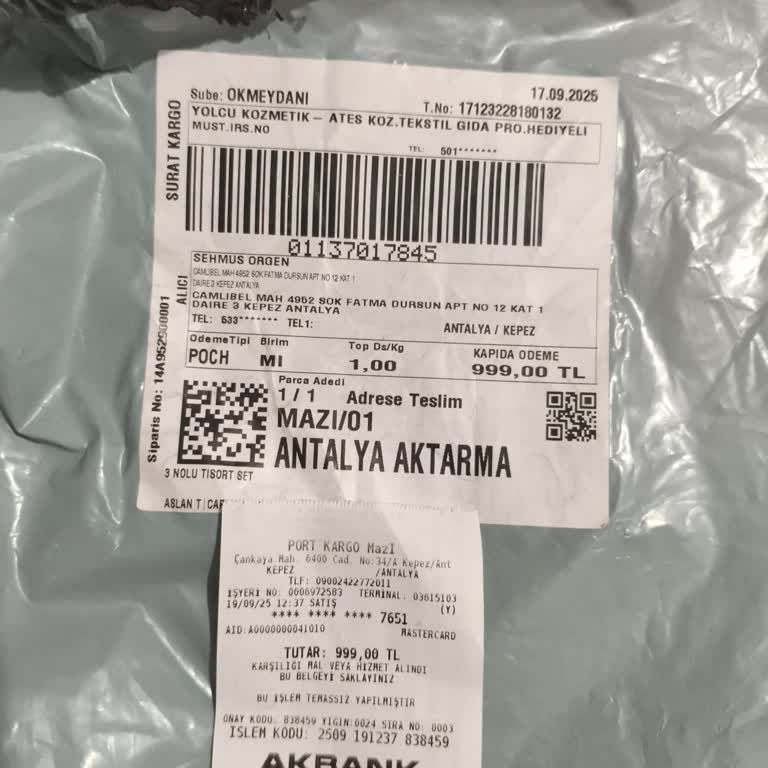 Sube: OKMEYDANI 17.09.2025
T.No: 17123228180132
YOLCU KOZMETIK - ATES KOZ.TEKSTIL GIDA PRO.HEDIYELI
MUST.IRS.NO
TEL: 501*******
SURAT KARGO
01137017845
ALICI
SEHMUS ORGEN
CAMLIBEL MAH 4952 SOK FATMA DURSUN APT NO 12 KAT 1
DAIRE 3 KEPEZ ANTALYA
CAMLIBEL MAH 4952 SOK FATMA DURSUN APT NO 12 KAT 1
DAIRE 3 KEPEZ ANTALYA
TEL: 533******* TEL1: ANTALYA / KEPEZ
OdemeTipi Birim Top Ds/Kg KAPIDA ODEME
POCH MI 1,00 999,00 TL
Siparis No: 14A952900001
Parca Adedi
1 / 1 Adrese Teslim
MAZI/01
ANTALYA AKTARMA
3 NOLU TISORT SET
ASLAN T
PORT KARGO MazI
Çankaya Mah. 6400 Cad. No:34/A Kepez/Ant
KEPEZ /ANTALYA
TLF: 09002422772011
İŞYERİ NO: 0006972583 TERMİNAL: 03615103
19/09/25 12:37 SATIŞ (Y)
**** **** **** 7651
AID:A0000000041010 MASTERCARD
TUTAR: 999,00 TL
KARŞILIĞI MAL VEYA HİZMET ALINDI
BU BELGEYİ SAKLAYINIZ
BU İŞLEM TEMASSIZ YAPILMIŞTIR
ONAY KODU: 838459 YIGIN:0024 SIRA NO: 0003
ISLEM KODU: 2509 191237 838459
AKBANK